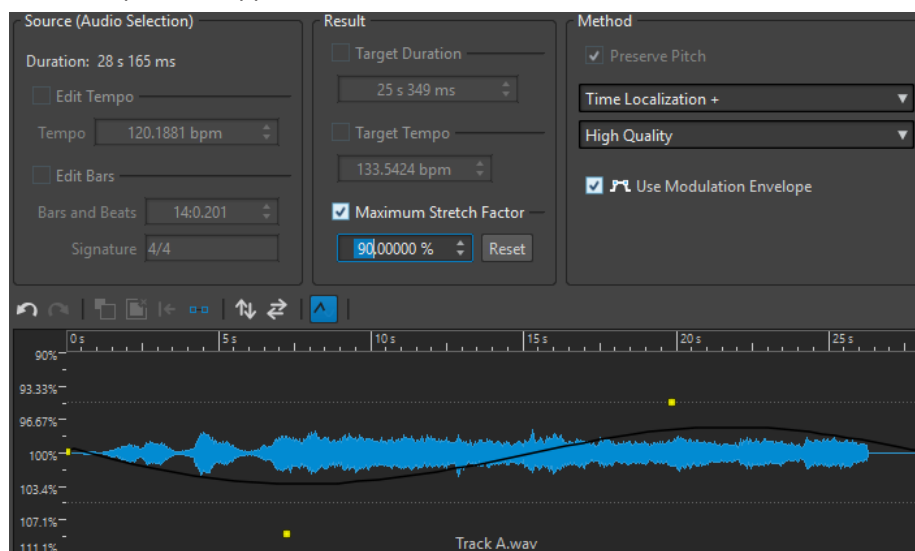 Source (Audio Selection)
Duration: 28 s 165 ms
Edit Tempo
Tempo 120.1881 bpm
Edit Bars
Bars and Beats 14:0.201
Signature 4/4
Result
Target Duration
25 s 349 ms
Target Tempo
133.5424 bpm
Maximum Stretch Factor
90.00000 % Reset
Method
Preserve Pitch
Time Localization +
High Quality
Use Modulation Envelope
0 s 5 s 10 s 15 s 20 s 25 s
90%
93.33%
96.67%
100%
103.4%
107.1%
111.1%
Track A.wav